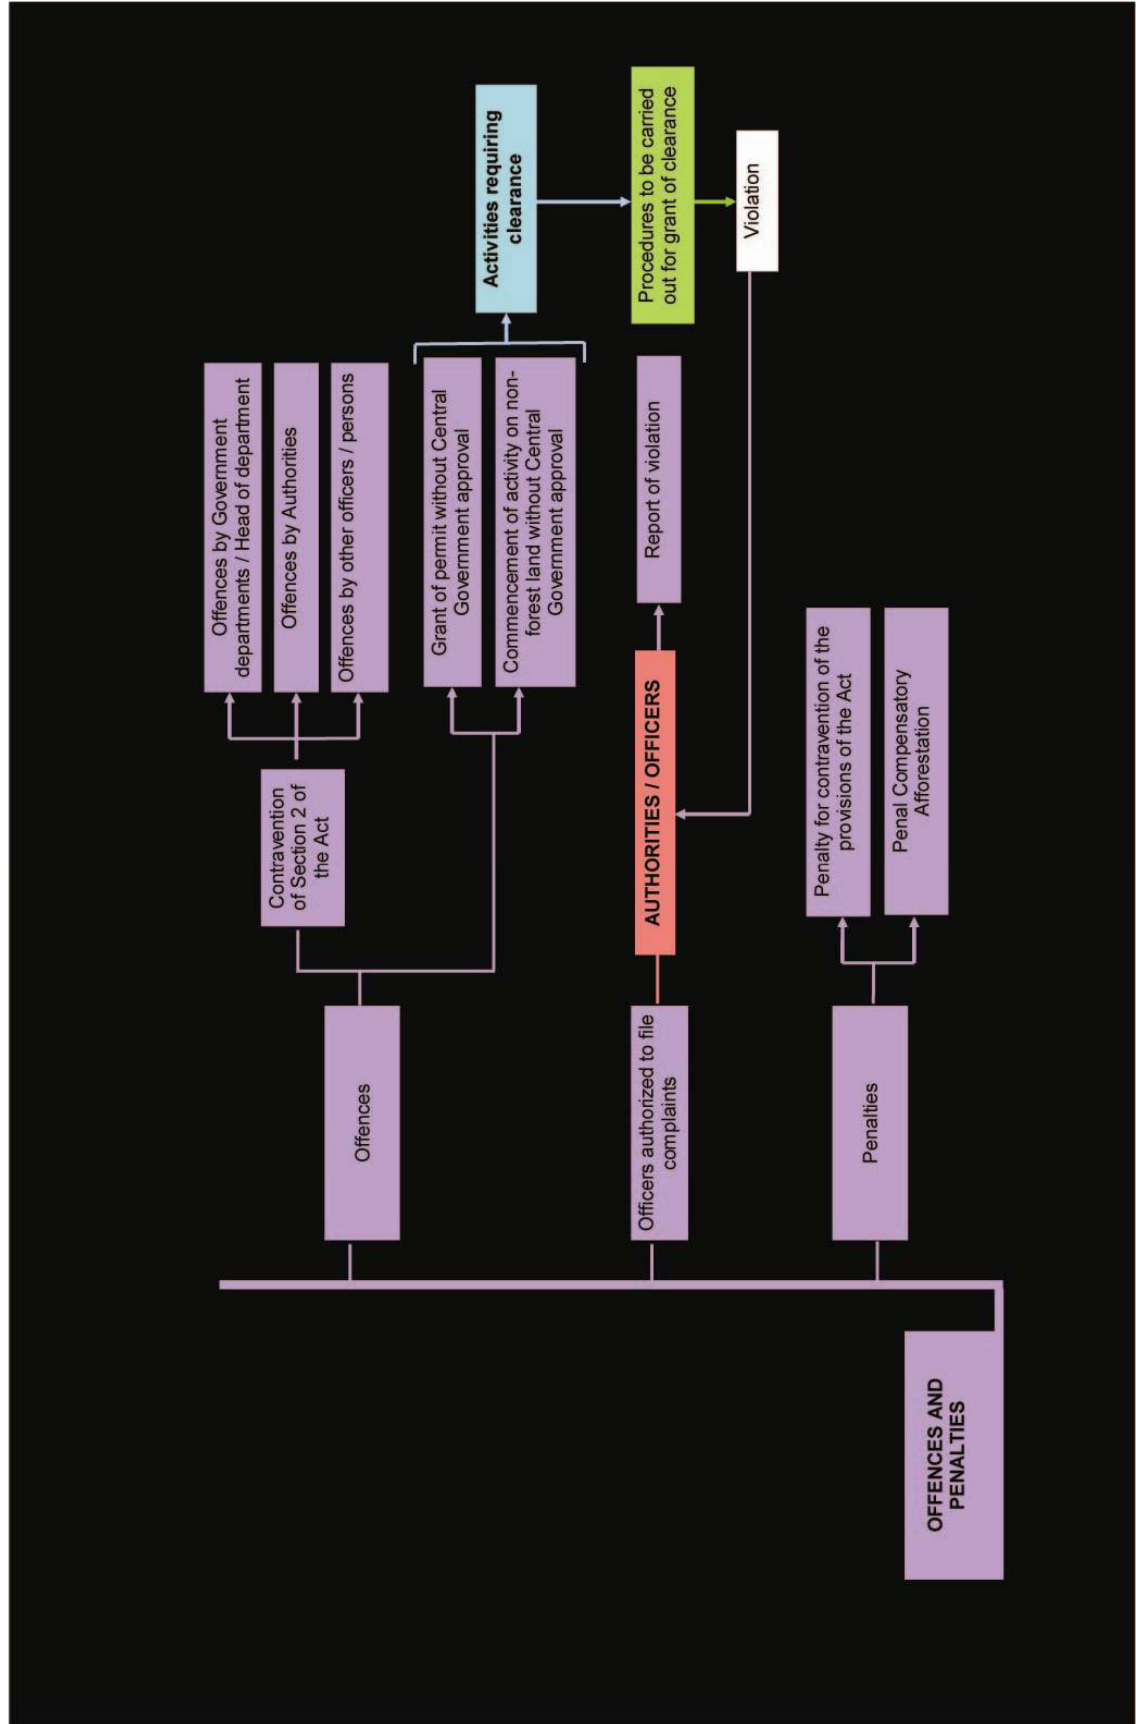 OFFENCES AND
PENALTIES
Offences
Contravention
of Section 2 of
the Act
Offences by Government
departments / Head of department
Offences by Authorities
Offences by other officers / persons
Grant of permit without Central
Government approval
Commencement of activity on non-
forest land without Central
Government approval
Activities requiring
clearance
Procedures to be carried
out for grant of clearance
Violation
Officers authorized to file
complaints
AUTHORITIES / OFFICERS
Report of violation
Penalties
Penalty for contravention of the
provisions of the Act
Penal Compensatory
Afforestation